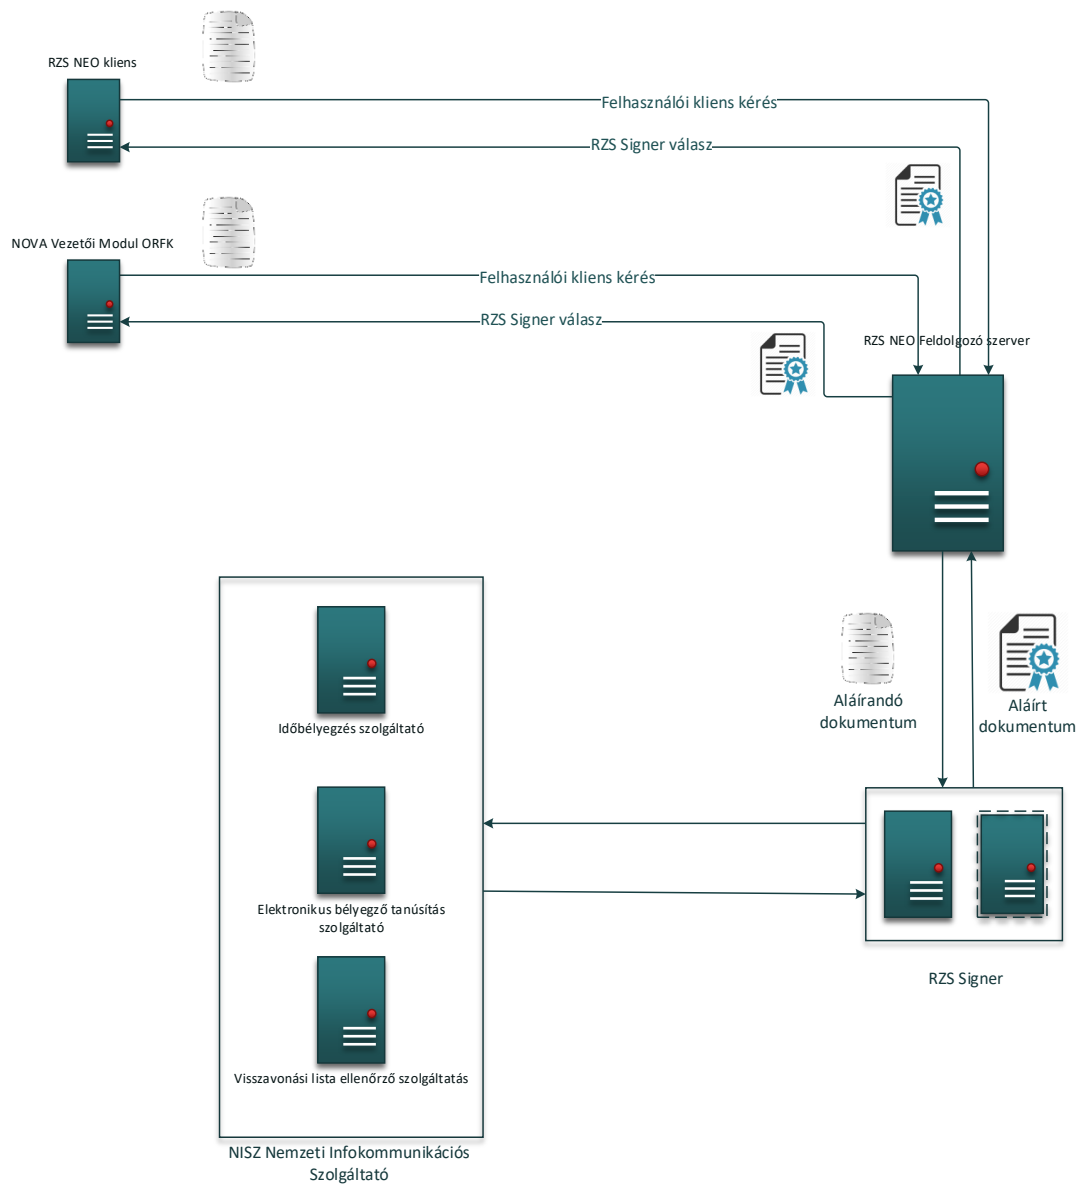 RZS NEO kliens
Felhasználói kliens kérés
RZS Signer válasz
NOVA Vezetői Modul ORFK
Felhasználói kliens kérés
RZS Signer válasz
RZS NEO Feldolgozó szerver
Időbélyegzés szolgáltató
Aláírandó
dokumentum
Aláírt
dokumentum
Elektronikus bélyegző tanúsítás
szolgáltató
RZS Signer
Visszavonási lista ellenőrző szolgáltatás
NISZ Nemzeti Infokommunikációs
Szolgáltató